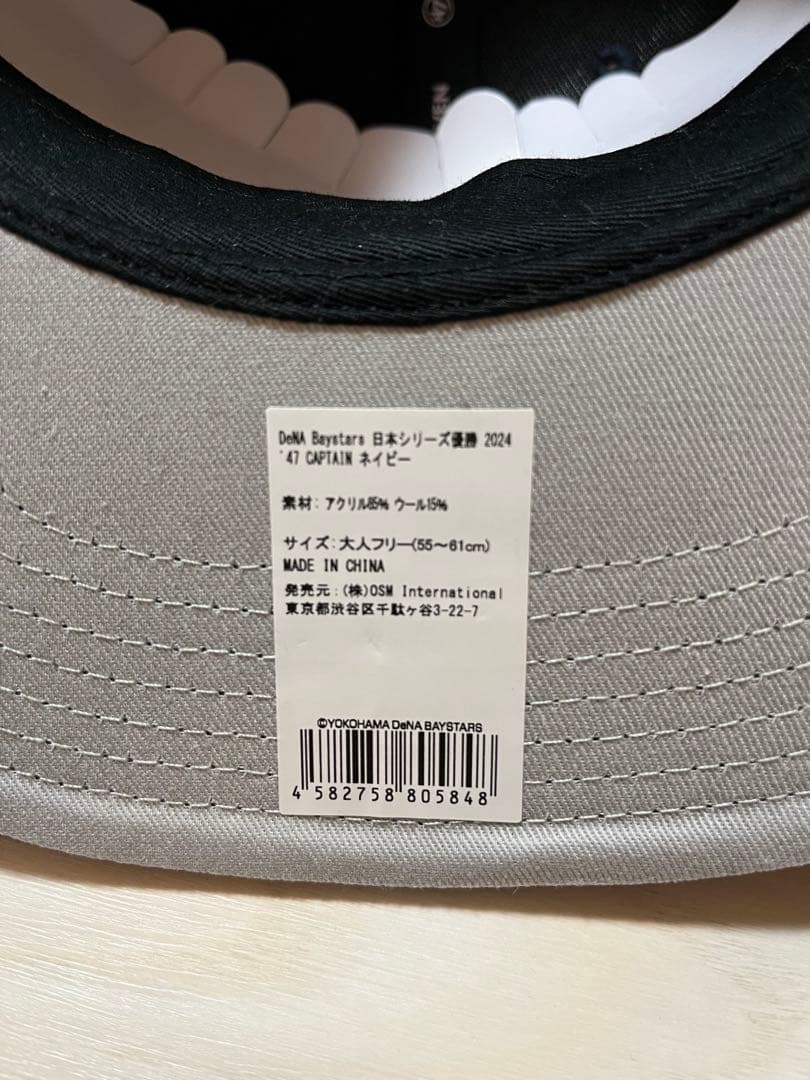 47
EN
DeNA Baystars 日本シリーズ優勝 2024
'47 CAPTAIN ネイビー
素材: アクリル85% ウール15%
サイズ:大人フリー(55〜61cm)
MADE IN CHINA
発売元:(株)OSM International
東京都渋谷区千駄ヶ谷3-22-7
©YOKOHAMA DeNA BAYSTARS
4 582758 805848